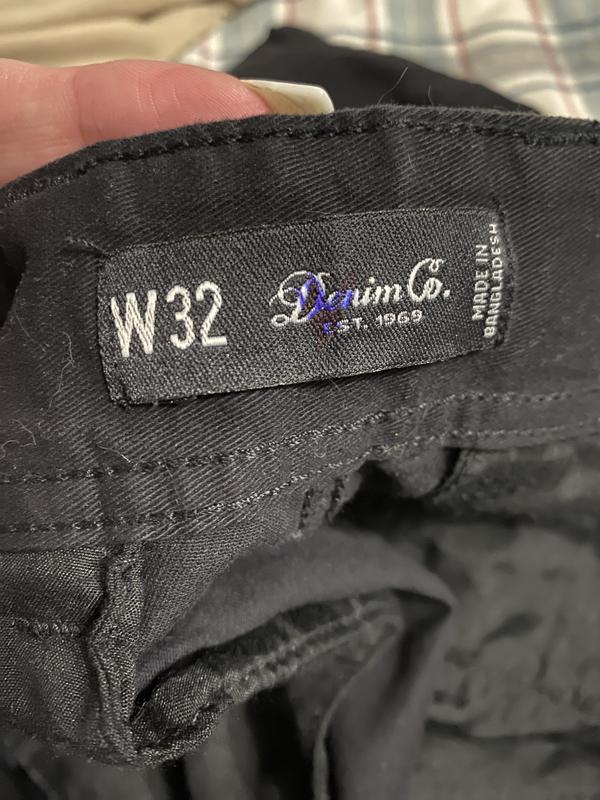 W32
Denim Co.
EST. 1969
MADE IN
BANGLADESH